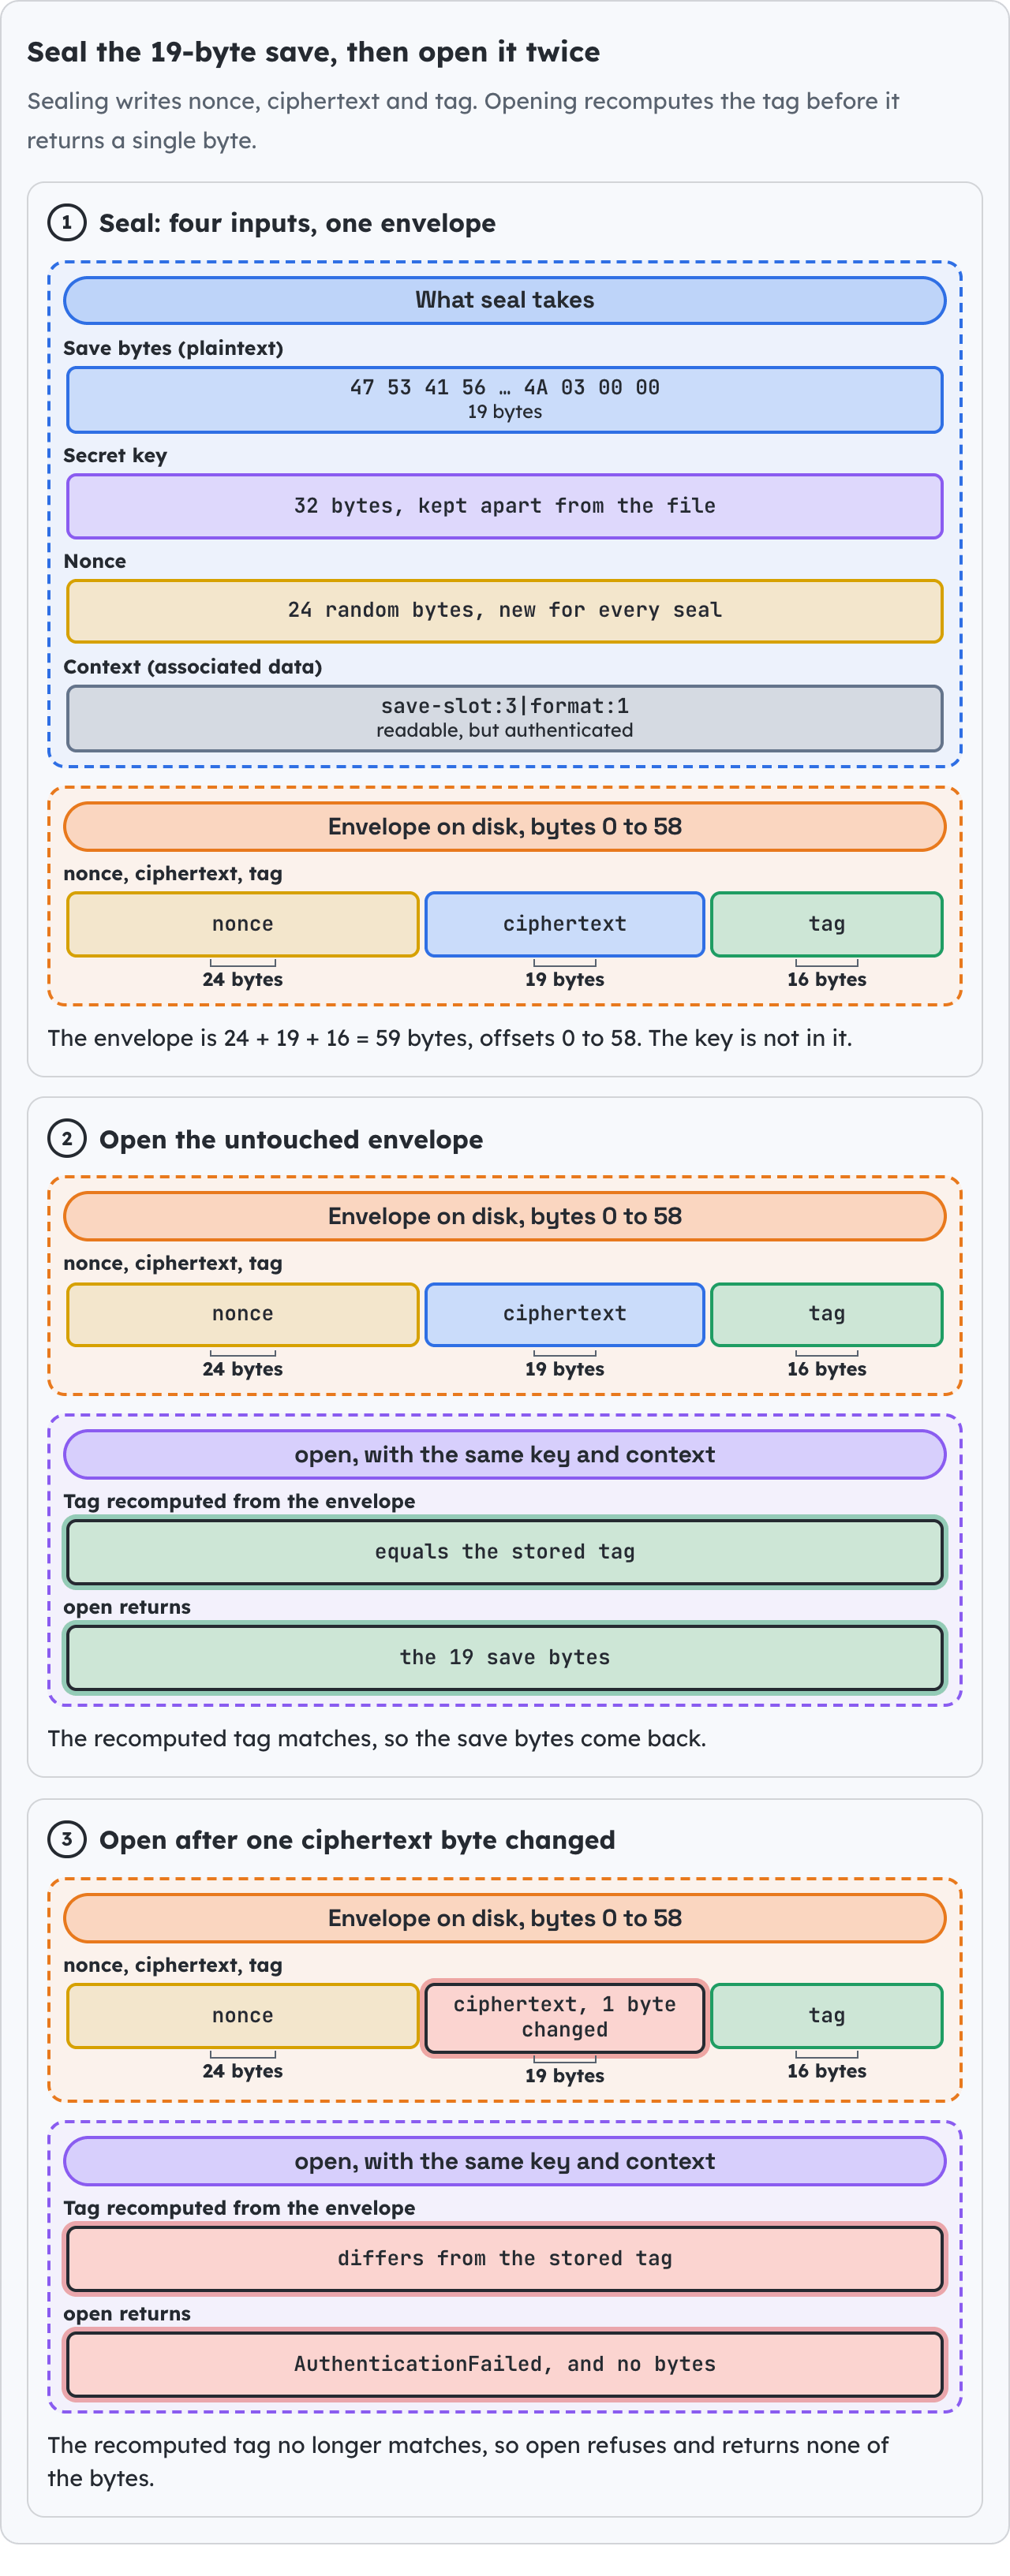 Seal the 19-byte save, then open it twice
Sealing writes nonce, ciphertext and tag. Opening recomputes the tag before it
returns a single byte.
1 Seal: four inputs, one envelope
What seal takes
Save bytes (plaintext)
47 53 41 56 … 4A 03 00 00
19 bytes
Secret key
32 bytes, kept apart from the file
Nonce
24 random bytes, new for every seal
Context (associated data)
save-slot:3|format:1
readable, but authenticated
Envelope on disk, bytes 0 to 58
nonce, ciphertext, tag
nonce ciphertext tag
24 bytes 19 bytes 16 bytes
The envelope is 24 + 19 + 16 = 59 bytes, offsets 0 to 58. The key is not in it.
2 Open the untouched envelope
Envelope on disk, bytes 0 to 58
nonce, ciphertext, tag
nonce ciphertext tag
24 bytes 19 bytes 16 bytes
open, with the same key and context
Tag recomputed from the envelope
equals the stored tag
open returns
the 19 save bytes
The recomputed tag matches, so the save bytes come back.
3 Open after one ciphertext byte changed
Envelope on disk, bytes 0 to 58
nonce, ciphertext, tag
nonce ciphertext, 1 byte tag
changed
24 bytes 19 bytes 16 bytes
open, with the same key and context
Tag recomputed from the envelope
differs from the stored tag
open returns
AuthenticationFailed, and no bytes
The recomputed tag no longer matches, so open refuses and returns none of
the bytes.